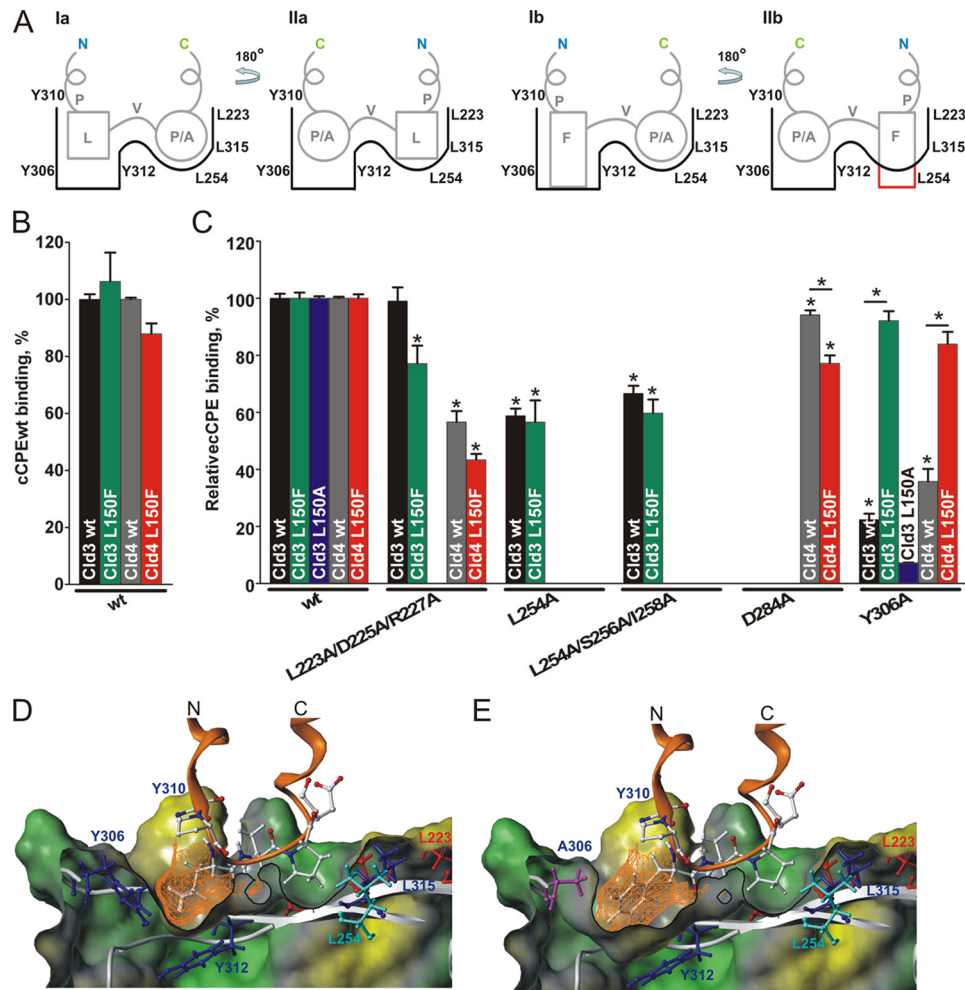 A
Ia IIa Ib IIb
N C 180° C N N C 180° C N
Y310 P V L P/A Y306 Y312 L254 L315 L223
Y310 P V P/A L Y306 Y312 L254 L315 L223
Y310 P V F P/A Y306 Y312 L254 L315 L223
Y310 P V P/A F Y306 Y312 L254 L315 L223
B
cCPEwt binding, %
120
100
80
60
40
20
0
Cld3 wt
Cld3 L150F
Cld4 wt
Cld4 L150F
wt
C
RelativecCPE binding, %
120
100
80
60
40
20
0
Cld3 wt
Cld3 L150F
Cld3 L150A
Cld4 wt
Cld4 L150F
wt
Cld3 wt
* Cld3 L150F
* Cld4 wt
* Cld4 L150F
L223A/D225A/R227A
* Cld3 wt
* Cld3 L150F
L254A
* Cld3 wt
* Cld3 L150F
L254A/S256A/I258A
*
* Cld4 wt
* Cld4 L150F
D284A
*
* Cld3 wt
Cld3 L150F
Cld3 L150A
*
* Cld4 wt
Cld4 L150F
Y306A
D
N C
Y310
Y306
L223
L315
L254
Y312
E
N C
Y310
A306
L223
L315
L254
Y312